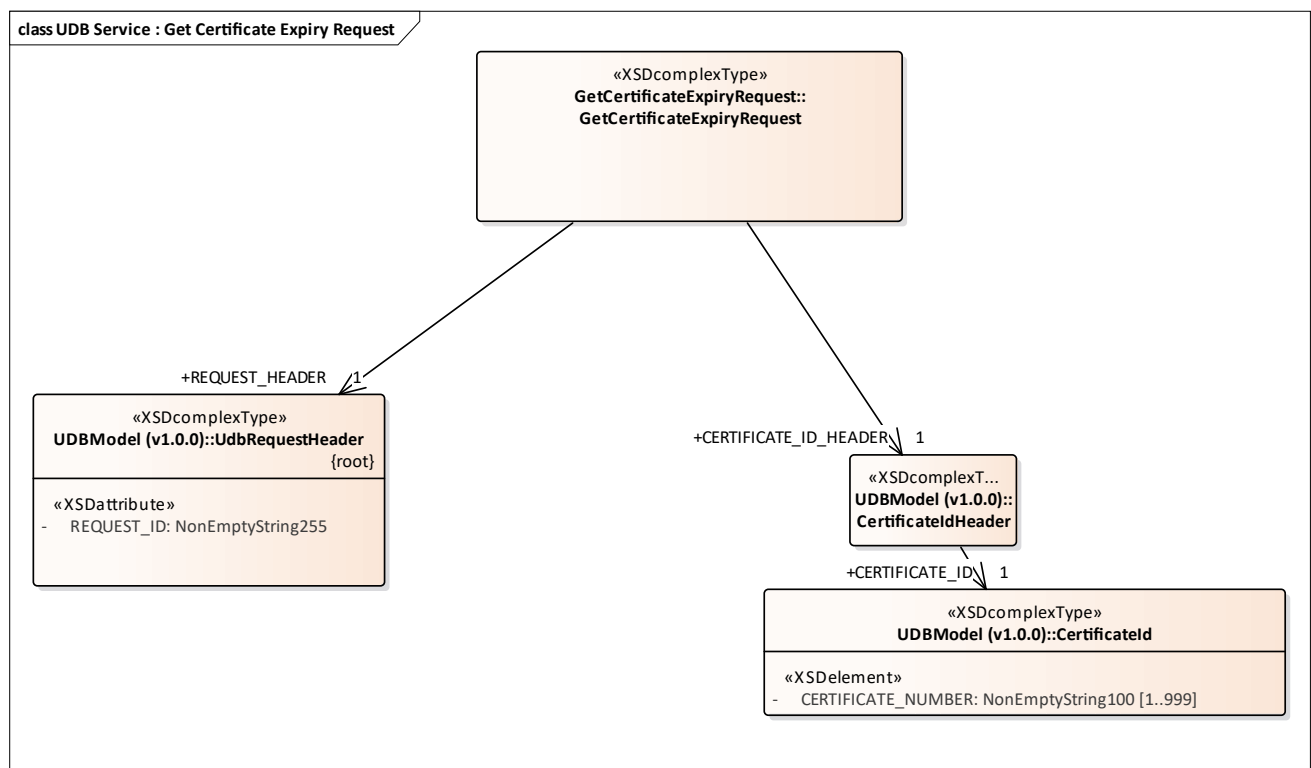 class UDB Service : Get Certificate Expiry Request
«XSDcomplexType»
GetCertificateExpiryRequest::
GetCertificateExpiryRequest
+REQUEST_HEADER 1
«XSDcomplexType»
UDBModel (v1.0.0)::UdbRequestHeader
{root}
«XSDattribute»
- REQUEST_ID: NonEmptyString255
+CERTIFICATE_ID_HEADER 1
«XSDcomplexT...
UDBModel (v1.0.0)::
CertificateIdHeader
+CERTIFICATE_ID 1
«XSDcomplexType»
UDBModel (v1.0.0)::CertificateId
«XSDelement»
- CERTIFICATE_NUMBER: NonEmptyString100 [1..999]